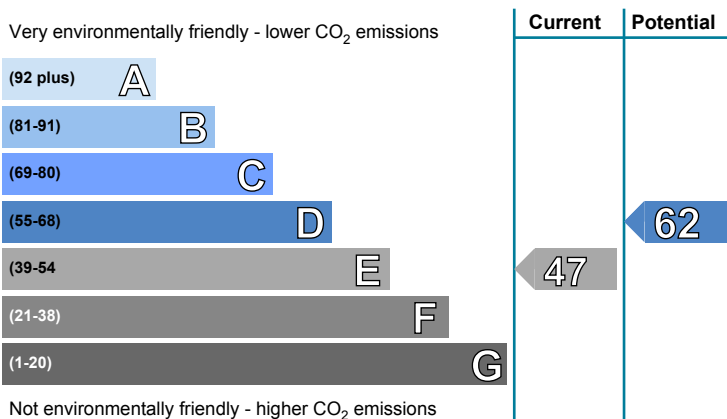 Current Potential
Very environmentally friendly - lower CO2 emissions
(92 plus) A
(81-91) B
(69-80) C
(55-68) D 62
(39-54 E 47
(21-38) F
(1-20) G
Not environmentally friendly - higher CO2 emissions